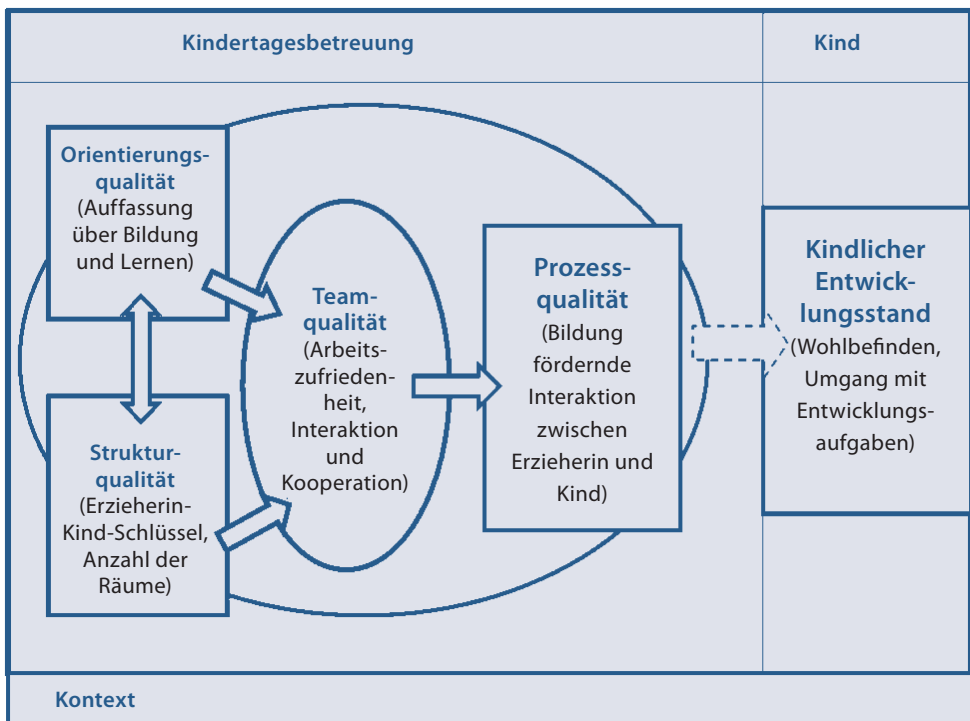 Kindertagesbetreuung
Kind
Orientierungs-
qualität
(Auffassung
über Bildung
und Lernen)
Struktur-
qualität
(Erzieherin-
Kind-Schlüssel,
Anzahl der
Räume)
Team-
qualität
(Arbeits-
zufrieden-
heit,
Interaktion
und
Kooperation)
Prozess-
qualität
(Bildung
fördernde
Interaktion
zwischen
Erzieherin und
Kind)
Kindlicher
Entwick-
lungsstand
(Wohlbefinden,
Umgang mit
Entwicklungs-
aufgaben)
Kontext